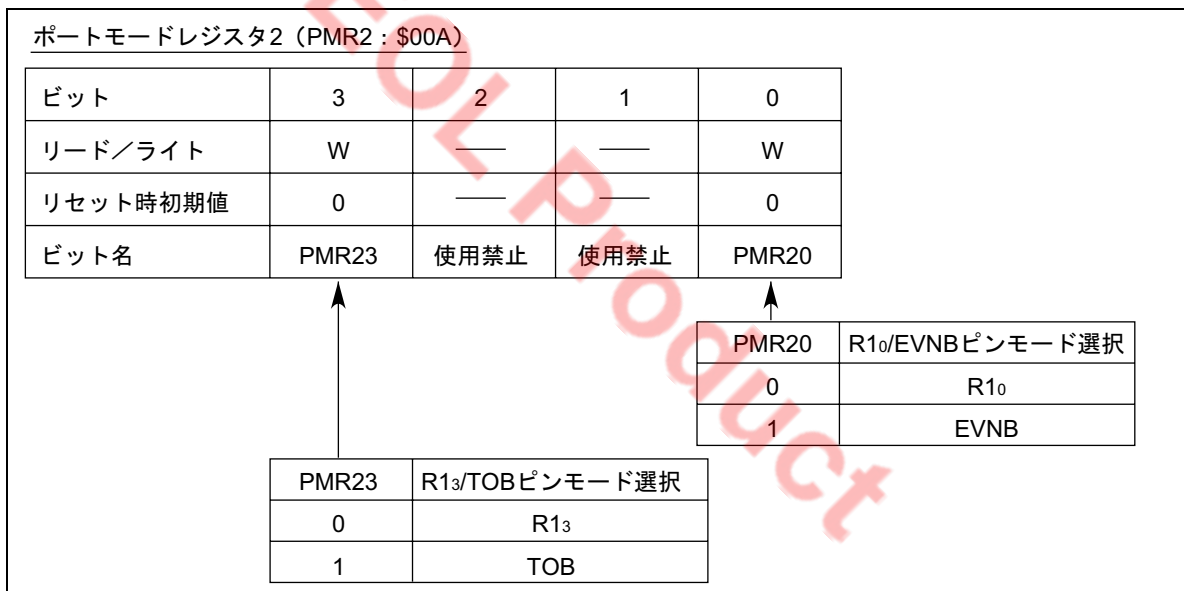 ポートモードレジスタ2（PMR2：$00A）
ビット 3 2 1 0
リード／ライト W ── ── W
リセット時初期値 0 ── ── 0
ビット名 PMR23 使用禁止 使用禁止 PMR20
PMR20 R10/EVNBピンモード選択
0 R10
1 EVNB
PMR23 R13/TOBピンモード選択
0 R13
1 TOB
EOL Product